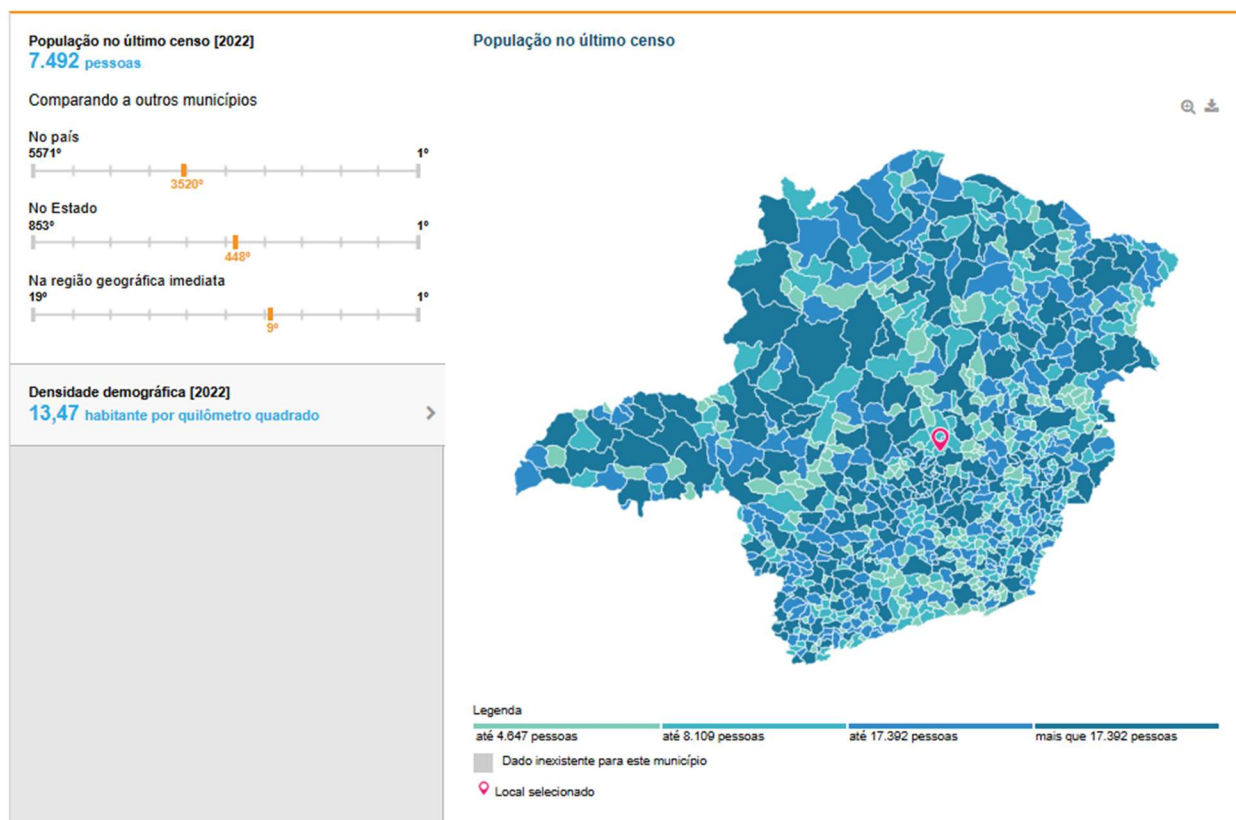 População no último censo [2022]
7.492 pessoas
Comparando a outros municípios
No país
5571º 1º
3520º
No Estado
853º 1º
448º
Na região geográfica imediata
19º 1º
9º
Densidade demográfica [2022]
13,47 habitante por quilômetro quadrado
População no último censo
Legenda
até 4.647 pessoas até 8.109 pessoas até 17.392 pessoas mais que 17.392 pessoas
Dado inexistente para este município
Local selecionado